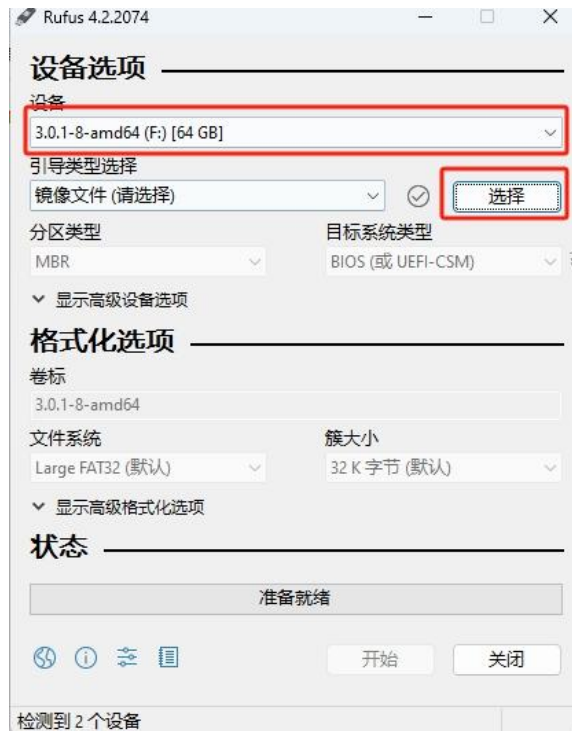 Rufus 4.2.2074
设备选项
设备
3.0.1-8-amd64 (F:) [64 GB]
引导类型选择
镜像文件 (请选择)
选择
分区类型
目标系统类型
MBR
BIOS (或 UEFI-CSM)
显示高级设备选项
格式化选项
卷标
3.0.1-8-amd64
文件系统
簇大小
Large FAT32 (默认)
32 K 字节 (默认)
显示高级格式化选项
状态
准备就绪
开始
关闭
检测到 2 个设备